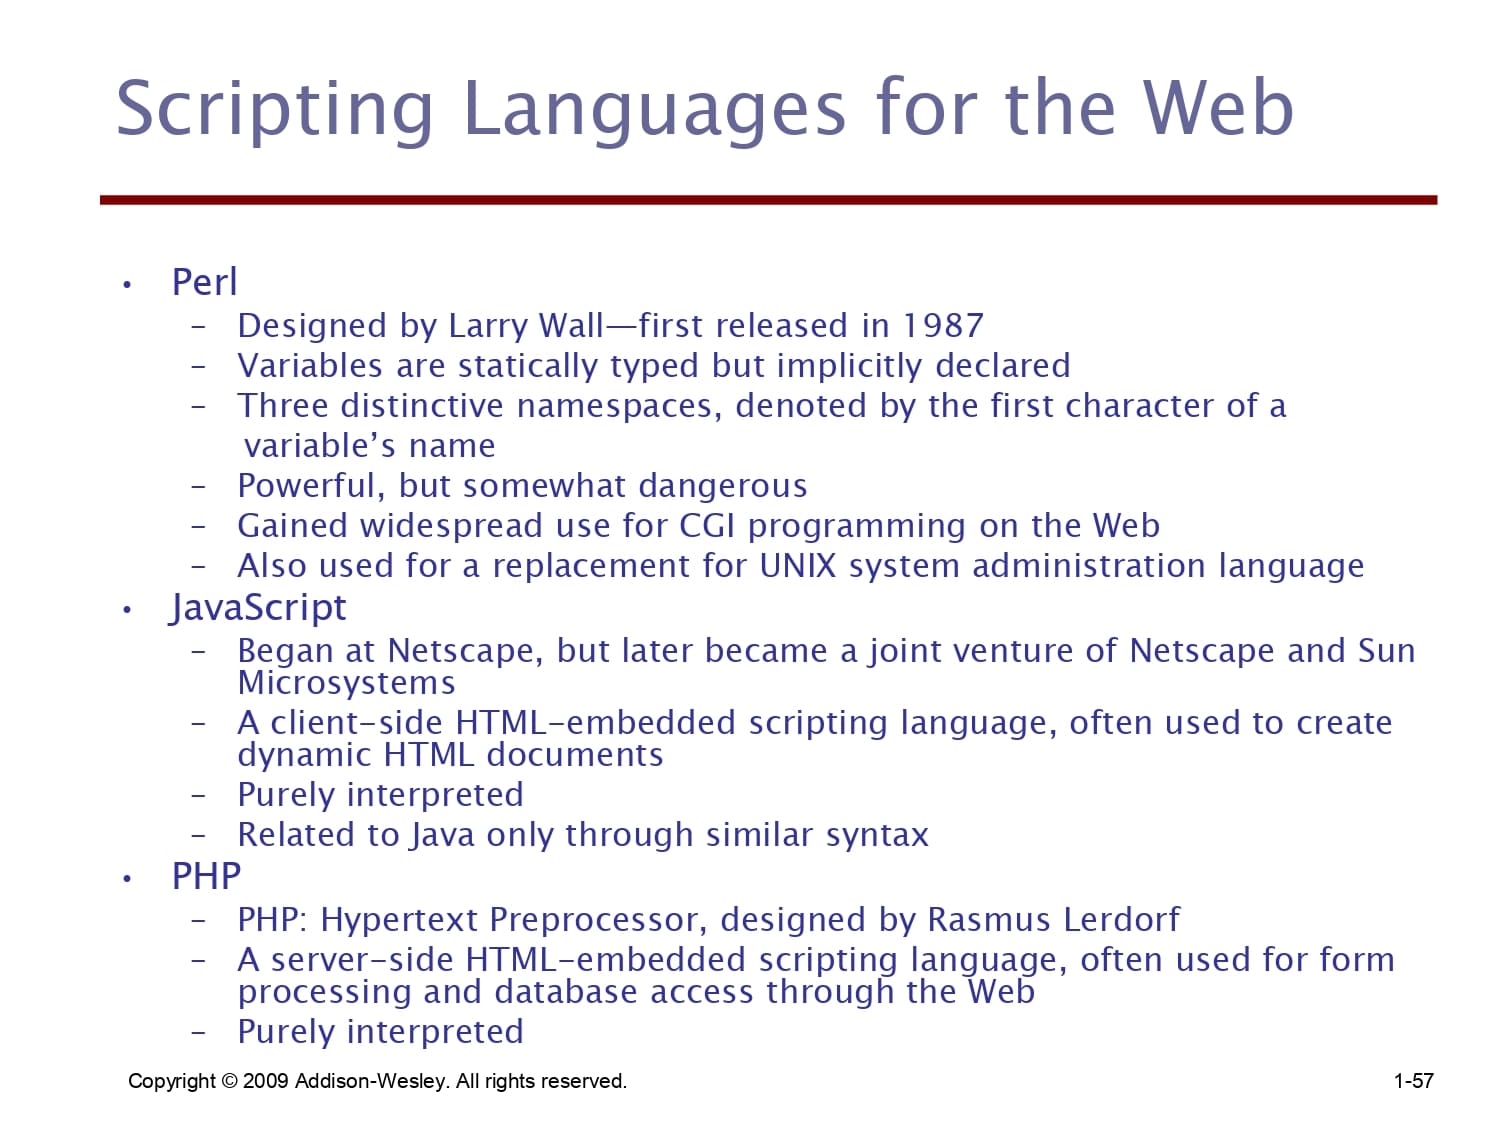 Scripting Languages for the Web
• Perl
– Designed by Larry Wall—first released in 1987
– Variables are statically typed but implicitly declared
– Three distinctive namespaces, denoted by the first character of a
variable’s name
– Powerful, but somewhat dangerous
– Gained widespread use for CGI programming on the Web
– Also used for a replacement for UNIX system administration language
• JavaScript
– Began at Netscape, but later became a joint venture of Netscape and Sun
Microsystems
– A client-side HTML-embedded scripting language, often used to create
dynamic HTML documents
– Purely interpreted
– Related to Java only through similar syntax
• PHP
– PHP: Hypertext Preprocessor, designed by Rasmus Lerdorf
– A server-side HTML-embedded scripting language, often used for form
processing and database access through the Web
– Purely interpreted
Copyright © 2009 Addison-Wesley. All rights reserved. 1-57